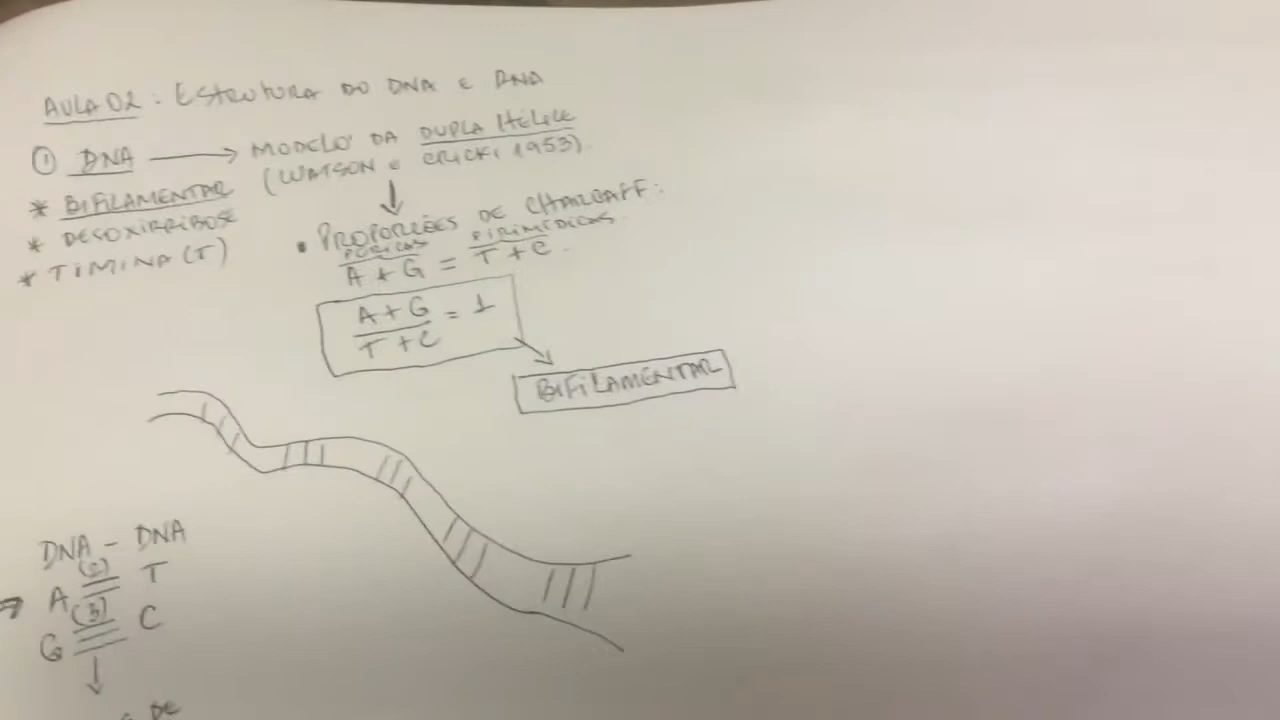 AULA 02: ESTRUTURA DO DNA E RNA
① DNA → MODELO DA DUPLA HÉLICE
(WATSON E CRICK, 1953).
* BIFILAMENTAR
* DESOXIRRIBOSE
* TIMINA (T)
• PROPORÇÕES DE CHARGAFF:
PÚRICAS PIRIMÍDICAS
A + G = T + C.
A + G
T + C
= 1
BIFILAMENTAR
DNA - DNA
(2)
A = T
(3)
G ≡ C
DE